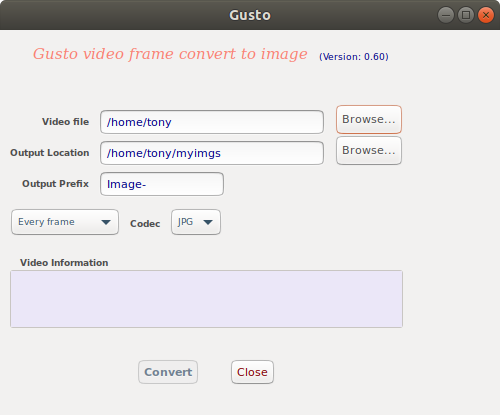 Gusto
Gusto video frame convert to image (Version: 0.60)
Video file /home/tony Browse...
Output Location /home/tony/myimgs Browse...
Output Prefix Image-
Every frame Codec JPG
Video Information
Convert Close